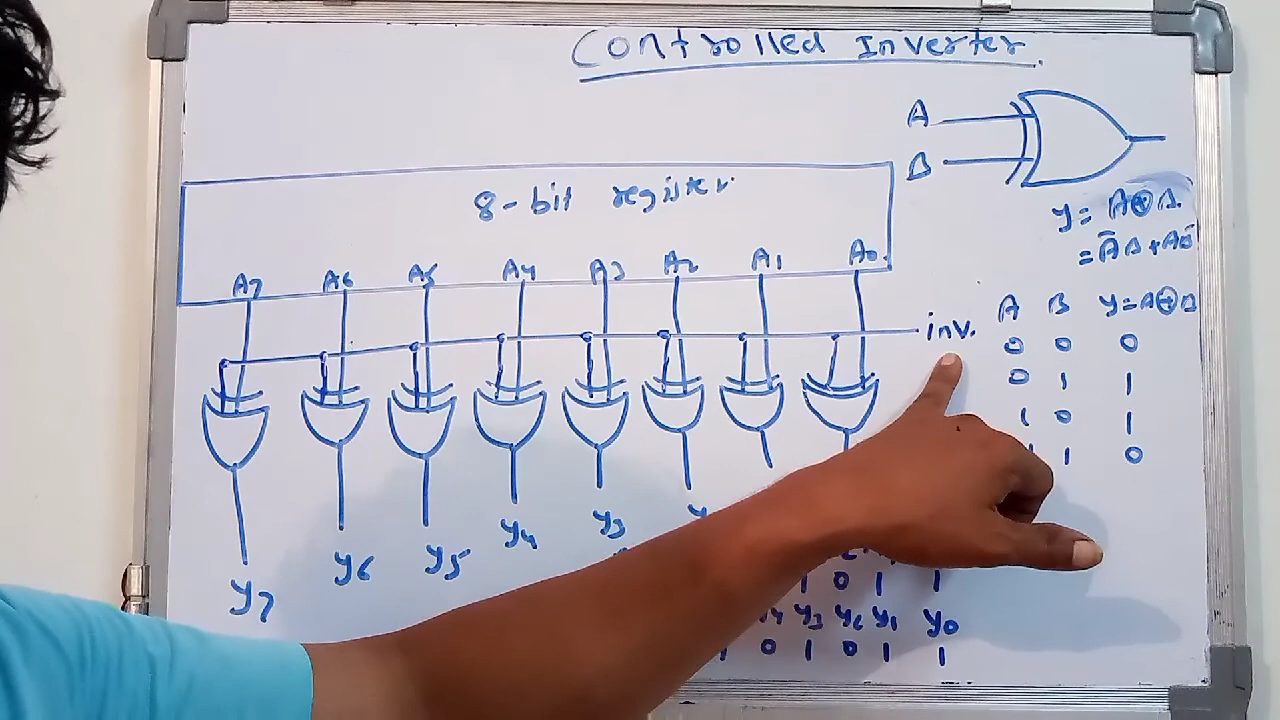 Controlled Inverter.
A
B
8-bit register
y = A⊕B.
= ĀB + AB̄
A7 A6 A5 A4 A3 A2 A1 A0
inv.
A B y=A⊕B
0 0 0
0 1 1
1 0 1
1 1 0
y7 y6 y5 y4 y3
1 0 1 1
y4 y3 y2 y1 y0
1 0 1 0 1 1